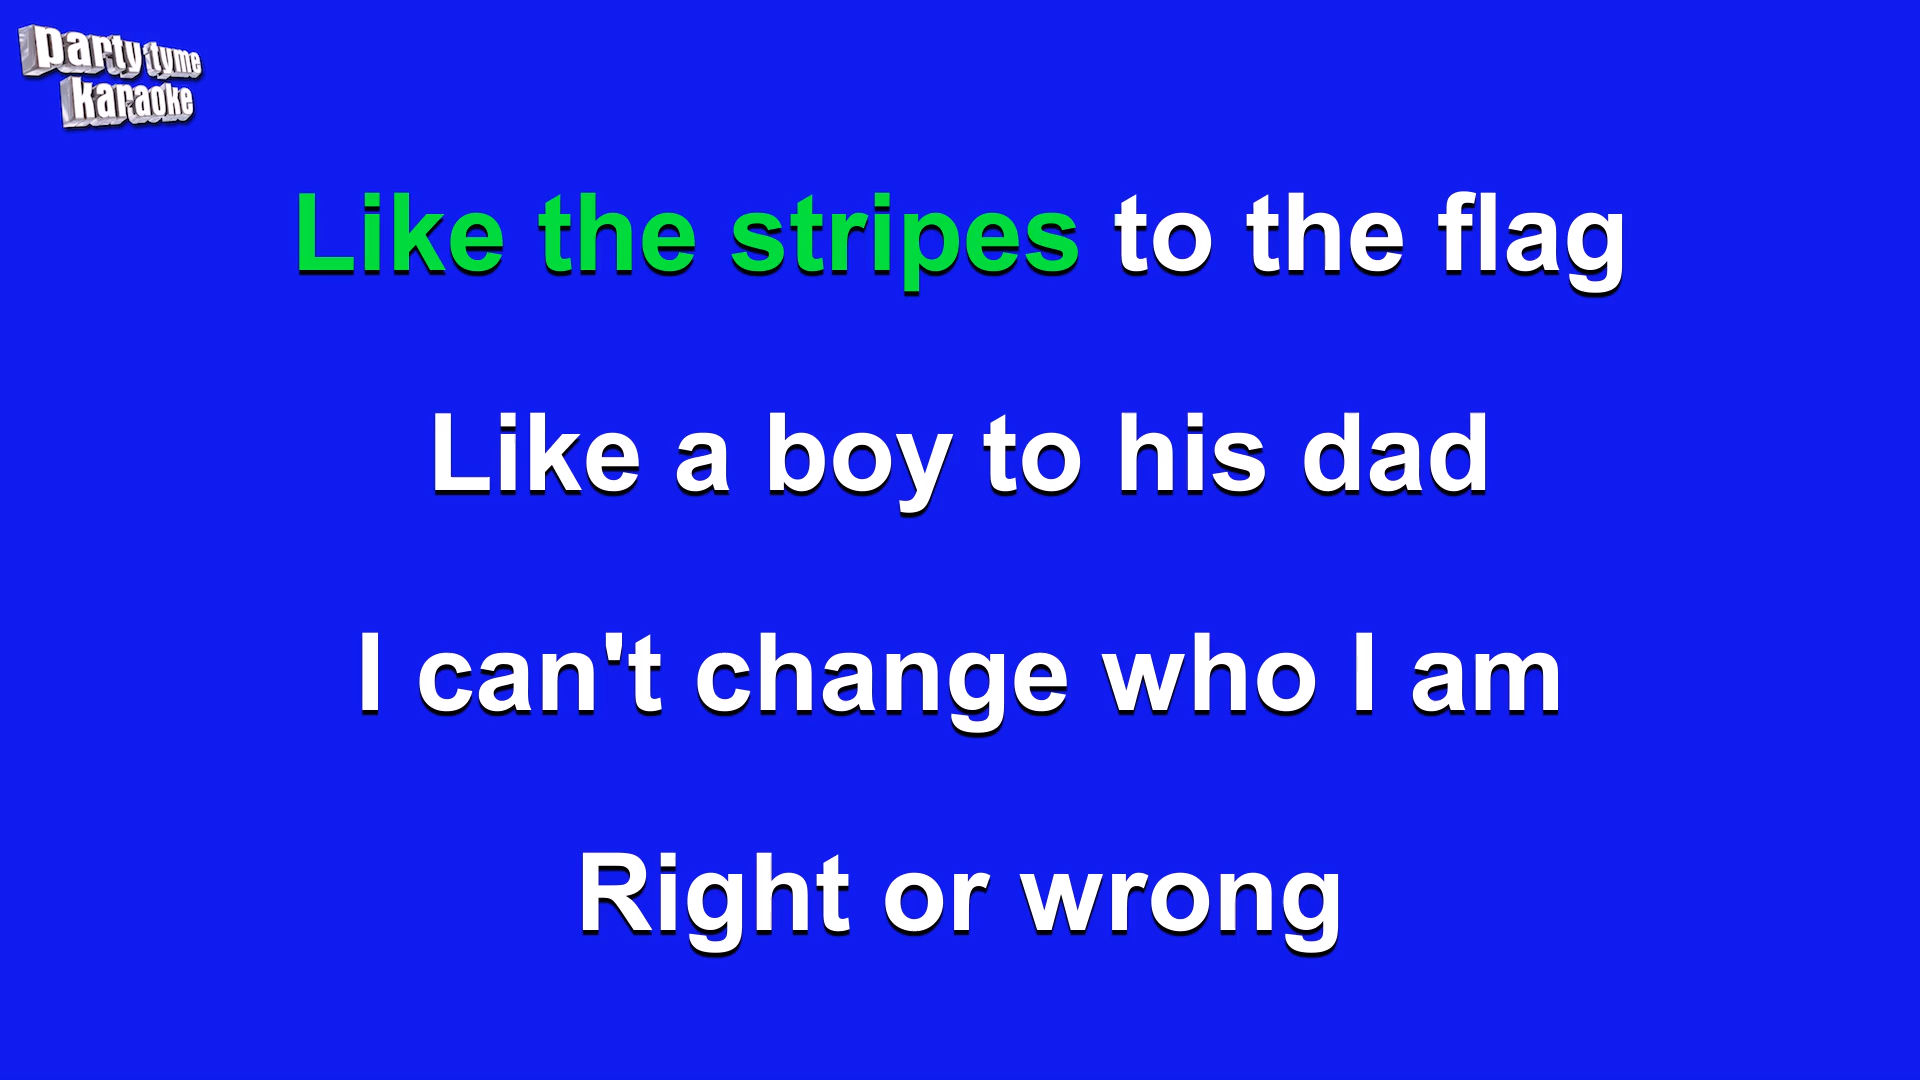 party tyme
karaoke
Like the stripes to the flag
Like a boy to his dad
I can't change who I am
Right or wrong